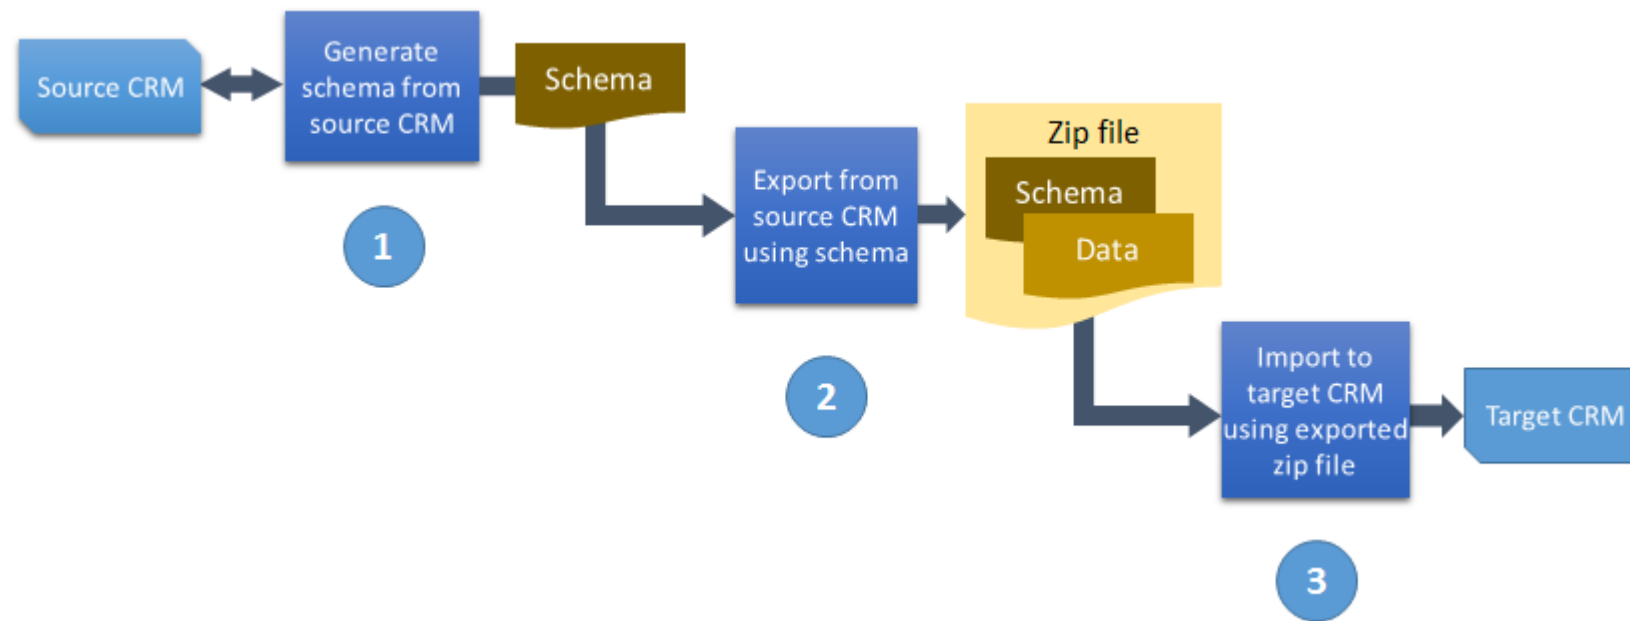 Source CRM
Generate
schema from
source CRM
Schema
1
Export from
source CRM
using schema
2
Zip file
Schema
Data
Import to
target CRM
using exported
zip file
3
Target CRM